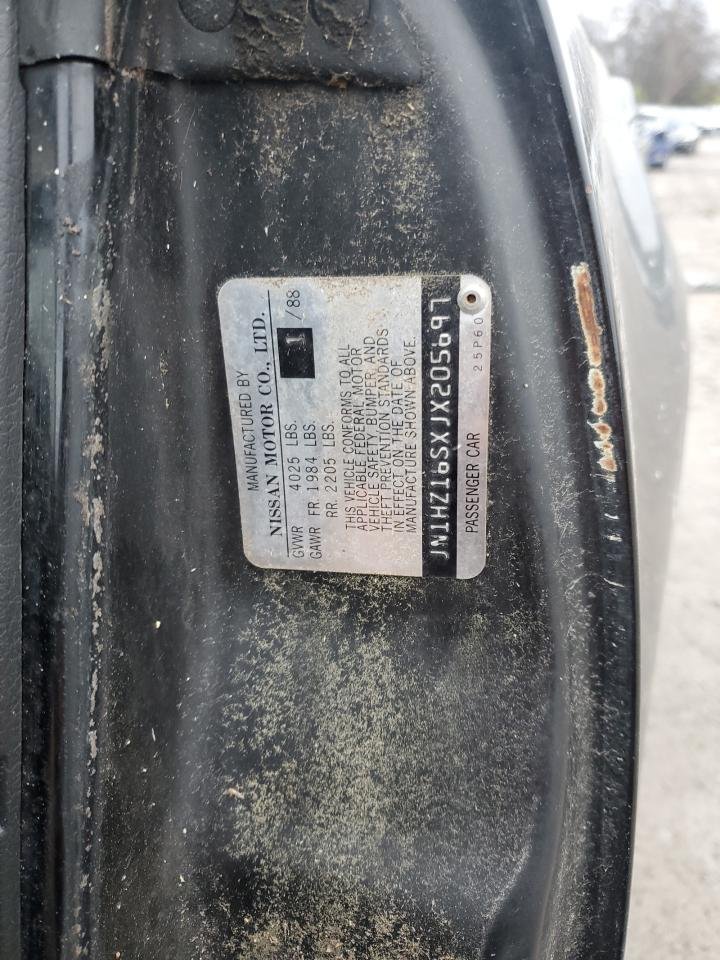 MANUFACTURED BY
NISSAN MOTOR CO., LTD.
1 /88
GVWR 4025 LBS.
GAWR FR. 1984 LBS.
RR. 2205 LBS.
THIS VEHICLE CONFORMS TO ALL
APPLICABLE FEDERAL MOTOR
VEHICLE SAFETY, BUMPER, AND
THEFT PREVENTION STANDARDS
IN EFFECT ON THE DATE OF
MANUFACTURE SHOWN ABOVE.
JN1HZ16SXJX205697
PASSENGER CAR 25P60